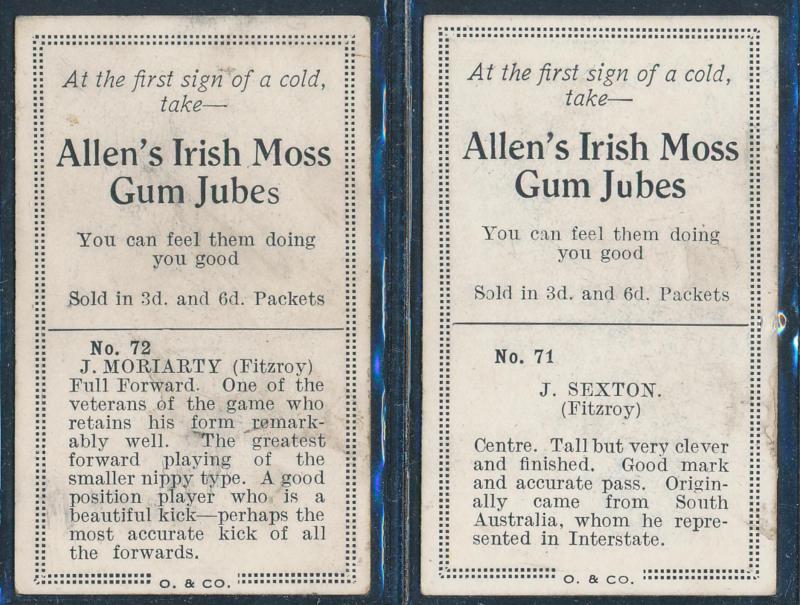 At the first sign of a cold,
take—
Allen's Irish Moss
Gum Jubes
You can feel them doing
you good
Sold in 3d. and 6d. Packets
No. 72
J. MORIARTY (Fitzroy)
Full Forward. One of the
veterans of the game who
retains his form remark-
ably well. The greatest
forward playing of the
smaller nippy type. A good
position player who is a
beautiful kick—perhaps the
most accurate kick of all
the forwards.
O. & CO.
At the first sign of a cold,
take—
Allen's Irish Moss
Gum Jubes
You can feel them doing
you good
Sold in 3d. and 6d. Packets
No. 71
J. SEXTON.
(Fitzroy)
Centre. Tall but very clever
and finished. Good mark
and accurate pass. Origin-
ally came from South
Australia, whom he repre-
sented in Interstate.
O. & CO.